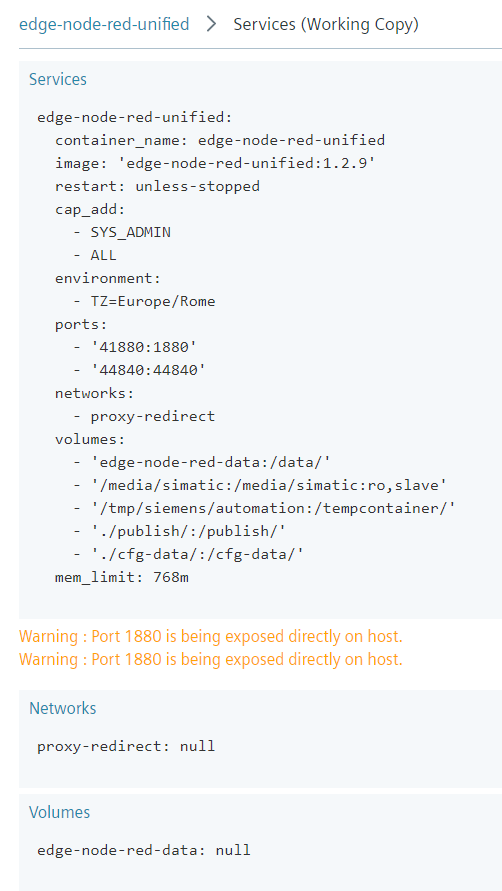 edge-node-red-unified > Services (Working Copy)
Services
edge-node-red-unified:
container_name: edge-node-red-unified
image: 'edge-node-red-unified:1.2.9'
restart: unless-stopped
cap_add:
- SYS_ADMIN
- ALL
environment:
- TZ=Europe/Rome
ports:
- '41880:1880'
- '44840:44840'
networks:
- proxy-redirect
volumes:
- 'edge-node-red-data:/data/'
- '/media/simatic:/media/simatic:ro,slave'
- '/tmp/siemens/automation:/tempcontainer/'
- './publish/:/publish/'
- './cfg-data/:/cfg-data/'
mem_limit: 768m
Warning : Port 1880 is being exposed directly on host.
Warning : Port 1880 is being exposed directly on host.
Networks
proxy-redirect: null
Volumes
edge-node-red-data: null